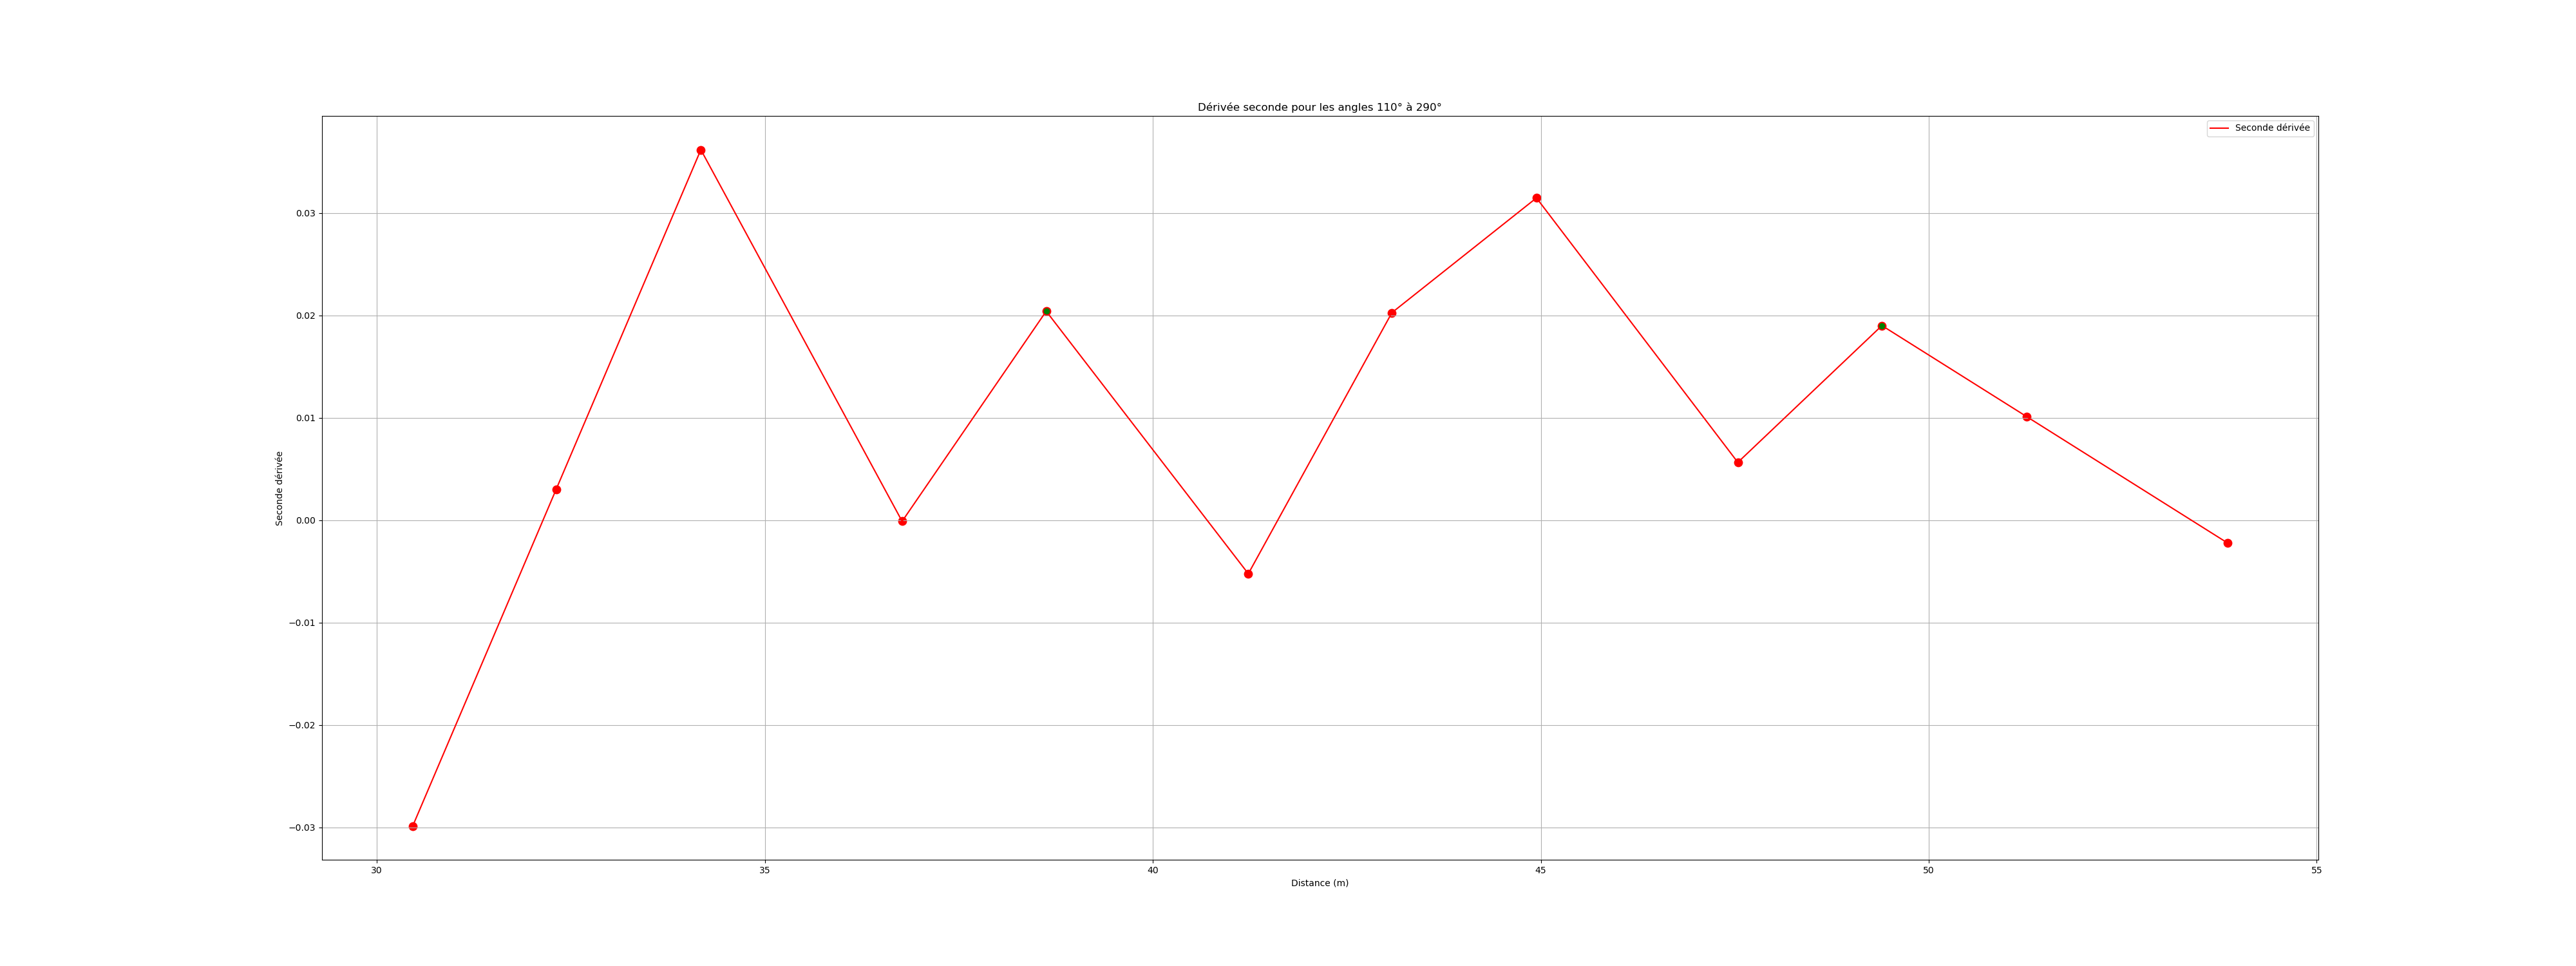 Dérivée seconde pour les angles 110° à 290°
Seconde dérivée
Seconde dérivée
0.03
0.02
0.01
0.00
−0.01
−0.02
−0.03
30 35 40 45 50 55
Distance (m)